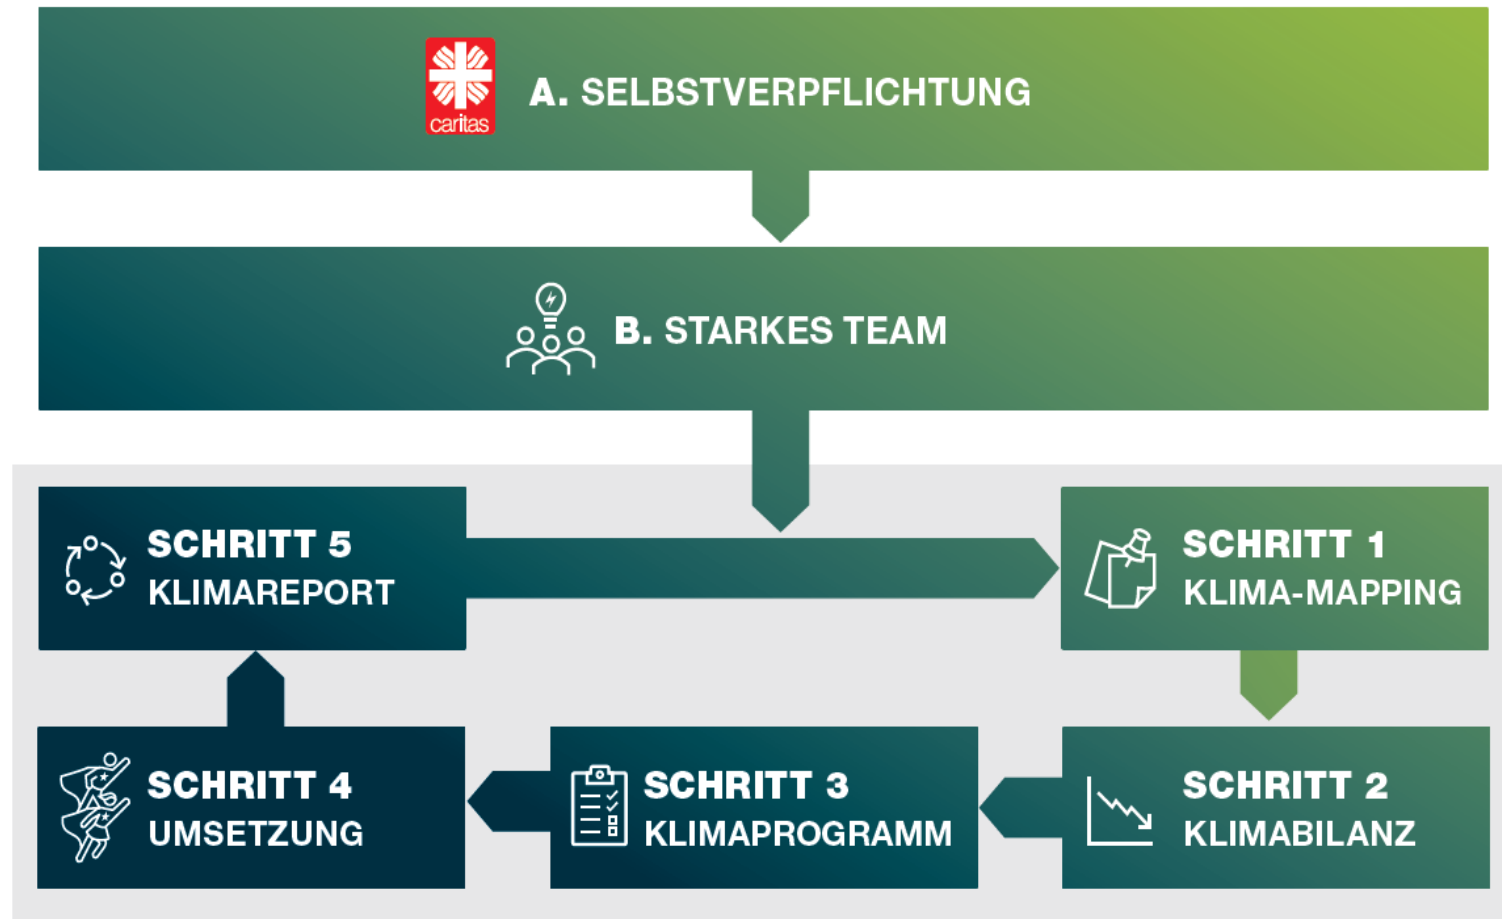 caritas
A. SELBSTVERPFLICHTUNG
B. STARKES TEAM
SCHRITT 5
KLIMAREPORT
SCHRITT 1
KLIMA-MAPPING
SCHRITT 4
UMSETZUNG
SCHRITT 3
KLIMAPROGRAMM
SCHRITT 2
KLIMABILANZ